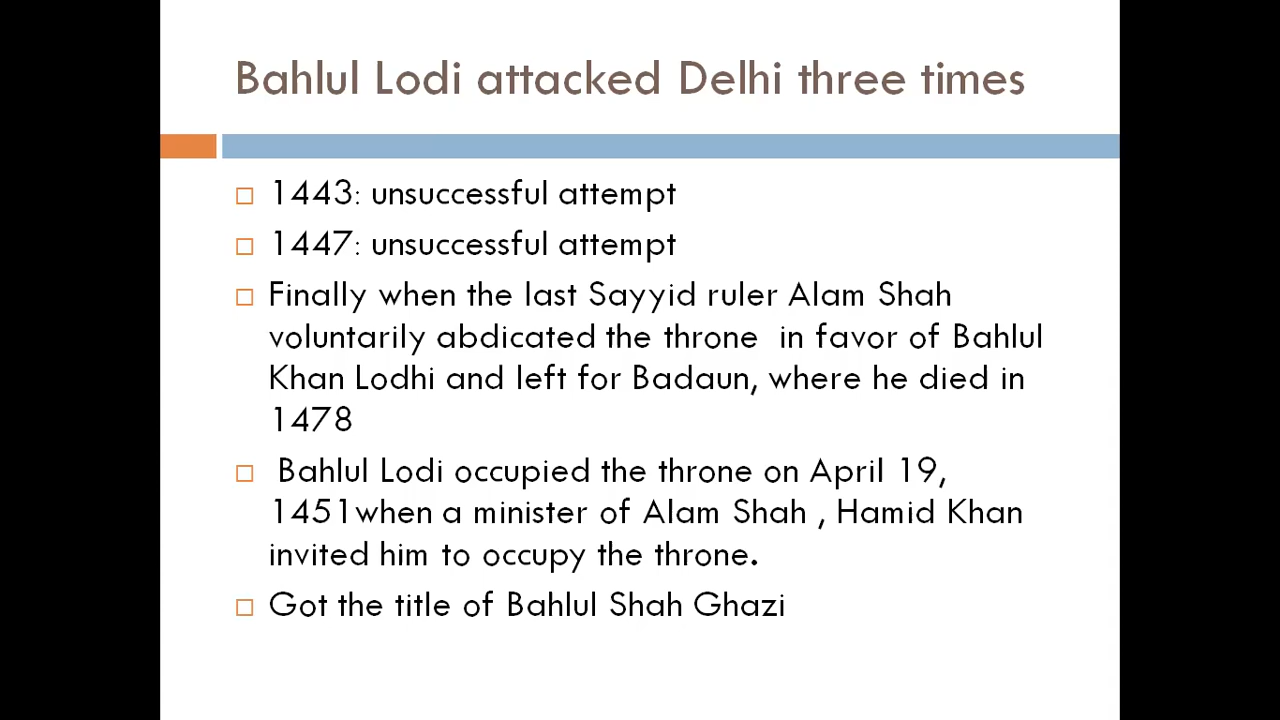 Bahlul Lodi attacked Delhi three times
1443: unsuccessful attempt
1447: unsuccessful attempt
Finally when the last Sayyid ruler Alam Shah
voluntarily abdicated the throne  in favor of Bahlul
Khan Lodhi and left for Badaun, where he died in
1478
Bahlul Lodi occupied the throne on April 19,
1451when a minister of Alam Shah , Hamid Khan
invited him to occupy the throne.
Got the title of Bahlul Shah Ghazi